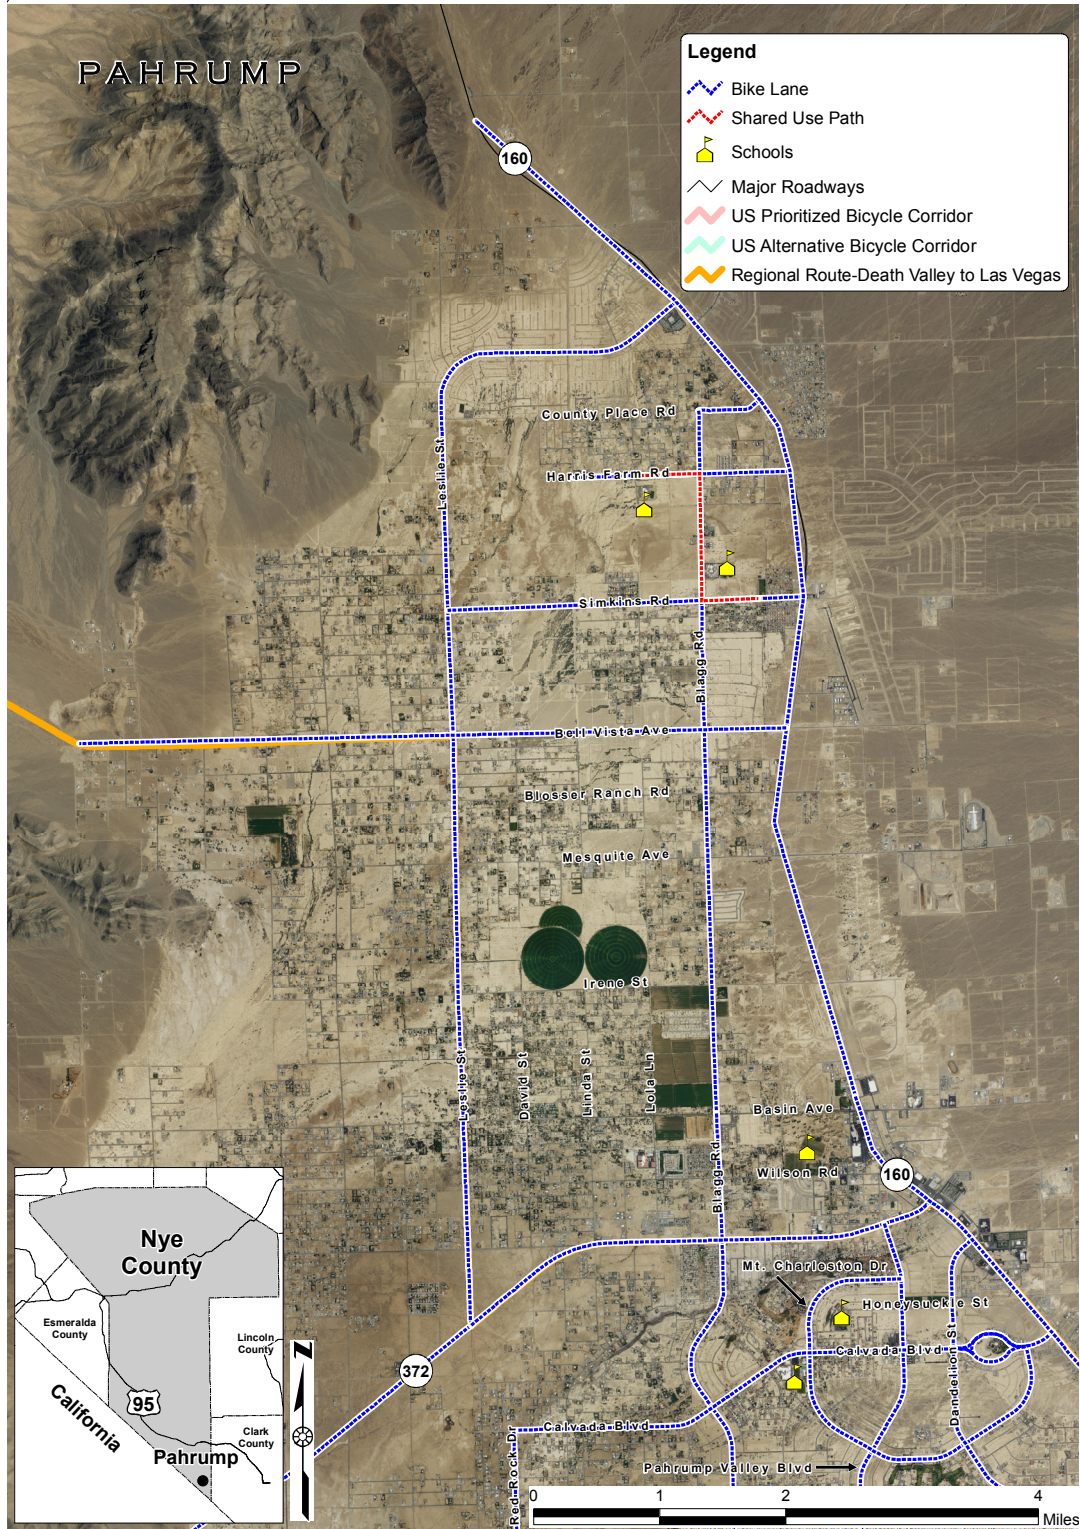 PAHRUMP
Legend
Bike Lane
Shared Use Path
Schools
Major Roadways
US Prioritized Bicycle Corridor
US Alternative Bicycle Corridor
Regional Route-Death Valley to Las Vegas
160
County Place Rd
Leslie St
Harris Farm Rd
Simkins Rd
Blagg Rd
Bell Vista Ave
Blosser Ranch Rd
Mesquite Ave
Irene St
Leslie St
David St
Linda St
Lola Ln
Basin Ave
Blagg Rd
Wilson Rd
160
Mt. Charleston Dr
Honeysuckle St
Calvada Blvd
Dandelion St
372
Calvada Blvd
Red Rock Dr
Pahrump Valley Blvd
Nye
County
Esmeralda
County
Lincoln
County
95
California
Clark
County
Pahrump
N
0 1 2 4
Miles